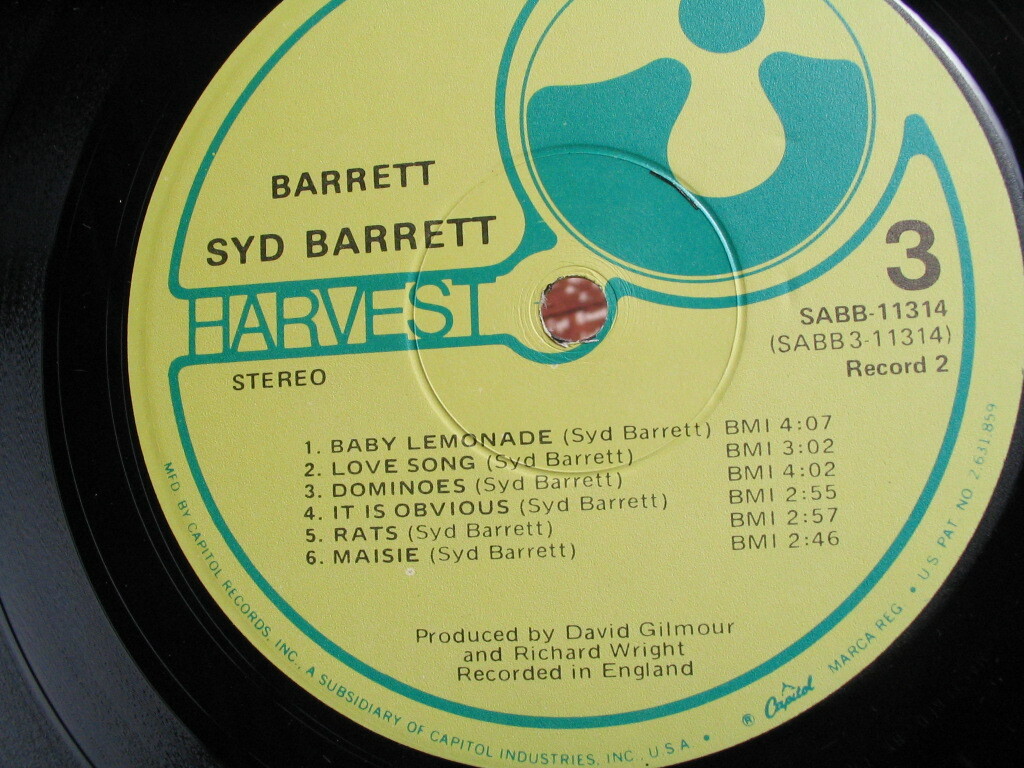 BARRETT
SYD BARRETT
HARVEST
STEREO
3
SABB-11314
(SABB3-11314)
Record 2
1. BABY LEMONADE (Syd Barrett) BMI 4:07
2. LOVE SONG (Syd Barrett) BMI 3:02
3. DOMINOES (Syd Barrett) BMI 4:02
4. IT IS OBVIOUS (Syd Barrett) BMI 2:55
5. RATS (Syd Barrett) BMI 2:57
6. MAISIE (Syd Barrett) BMI 2:46
Produced by David Gilmour
and Richard Wright
Recorded in England
MFD BY CAPITOL RECORDS, INC., A SUBSIDIARY OF CAPITOL INDUSTRIES, INC., U.S.A. • ® Capitol MARCA REG • U.S. PAT NO 2,631,859